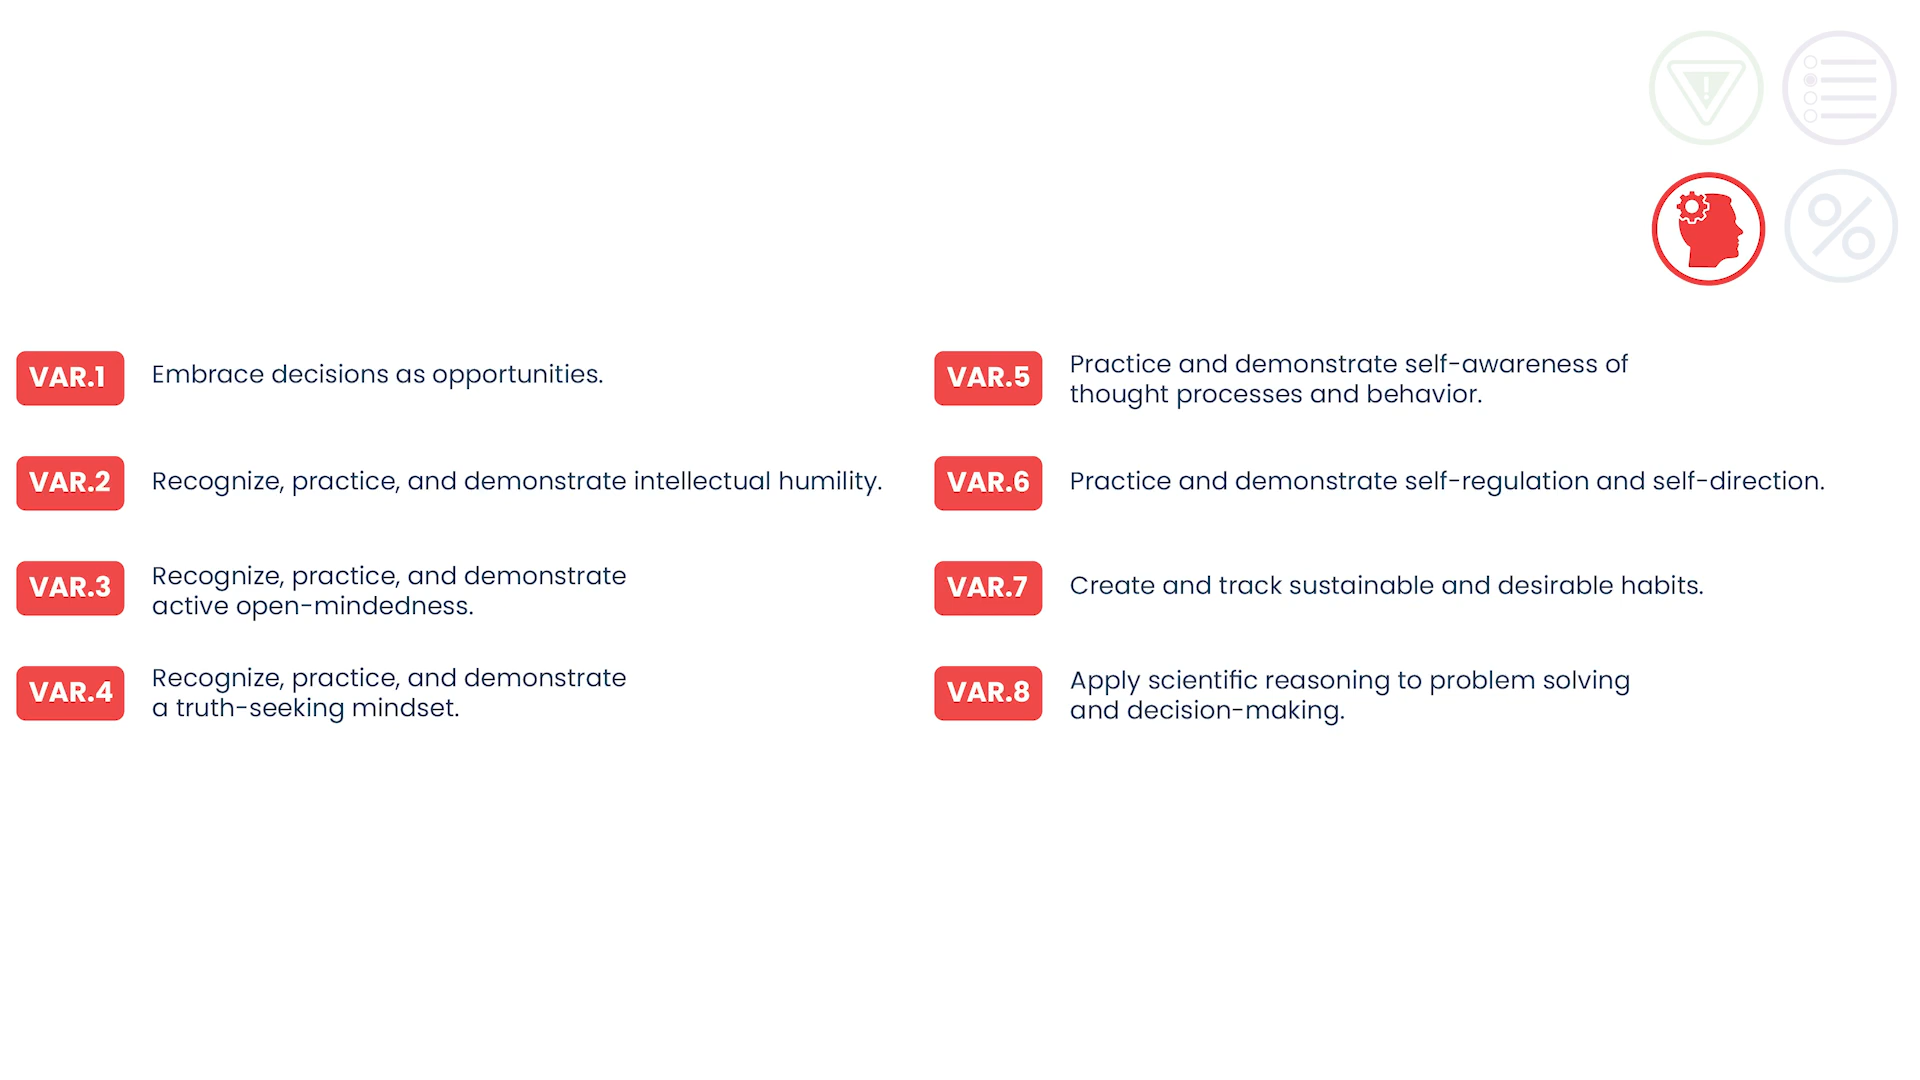 VAR.1
Embrace decisions as opportunities.
VAR.2
Recognize, practice, and demonstrate intellectual humility.
VAR.3
Recognize, practice, and demonstrate
active open-mindedness.
VAR.4
Recognize, practice, and demonstrate
a truth-seeking mindset.
VAR.5
Practice and demonstrate self-awareness of
thought processes and behavior.
VAR.6
Practice and demonstrate self-regulation and self-direction.
VAR.7
Create and track sustainable and desirable habits.
VAR.8
Apply scientific reasoning to problem solving
and decision-making.